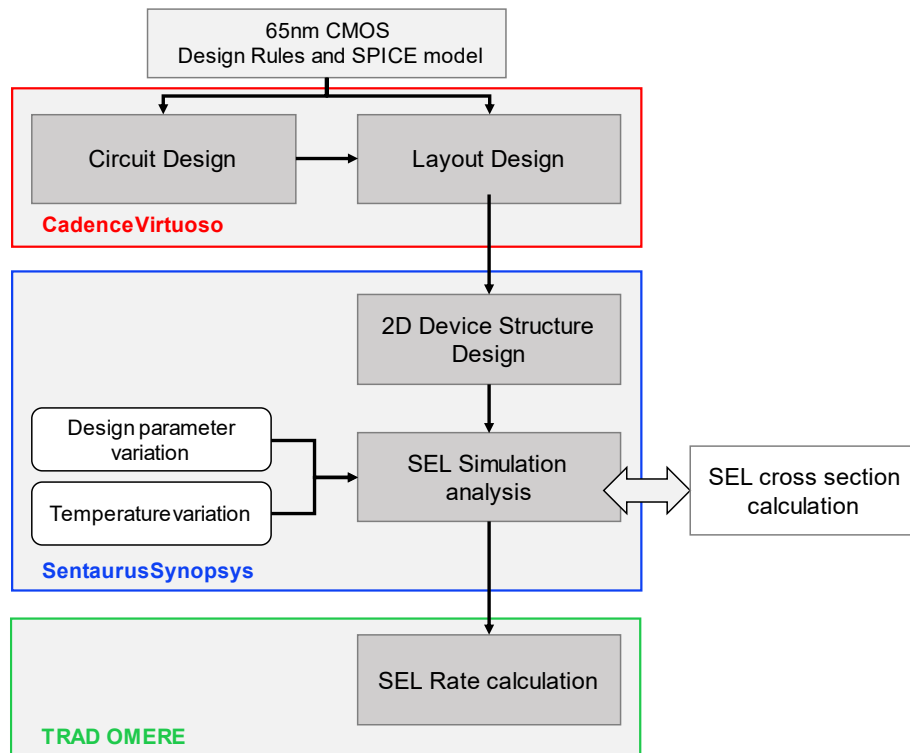 65nm CMOS
Design Rules and SPICE model
Circuit Design
Layout Design
CadenceVirtuoso
2D Device Structure
Design
Design parameter
variation
SEL Simulation
analysis
SEL cross section
calculation
Temperaturevariation
SentaurusSynopsys
SEL Rate calculation
TRAD OMERE